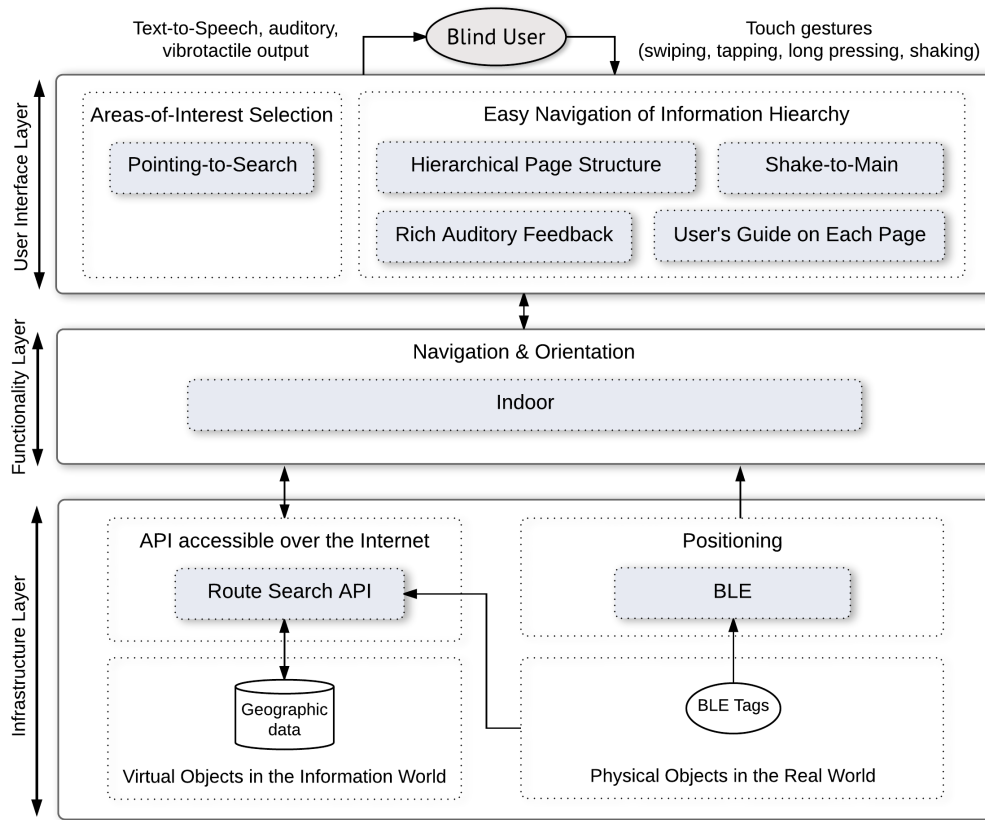 Text-to-Speech, auditory,
vibrotactile output
Blind User
Touch gestures
(swiping, tapping, long pressing, shaking)
User Interface Layer
Areas-of-Interest Selection
Pointing-to-Search
Easy Navigation of Information Hiearchy
Hierarchical Page Structure
Shake-to-Main
Rich Auditory Feedback
User's Guide on Each Page
Functionality Layer
Navigation & Orientation
Indoor
Infrastructure Layer
API accessible over the Internet
Route Search API
Positioning
BLE
Geographic
data
Virtual Objects in the Information World
BLE Tags
Physical Objects in the Real World